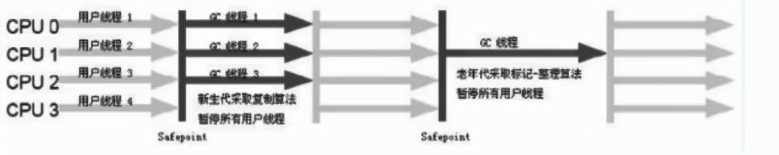 CPU 0 用户线程 1 GC 线程 1
CPU 1 用户线程 2 GC 线程 2 GC 线程
CPU 2 用户线程 3 GC 线程 3 老年代采取标记-整理算法
CPU 3 用户线程 4 新生代采取复制算法 暂停所有用户线程
暂停所有用户线程
Safepoint Safepoint